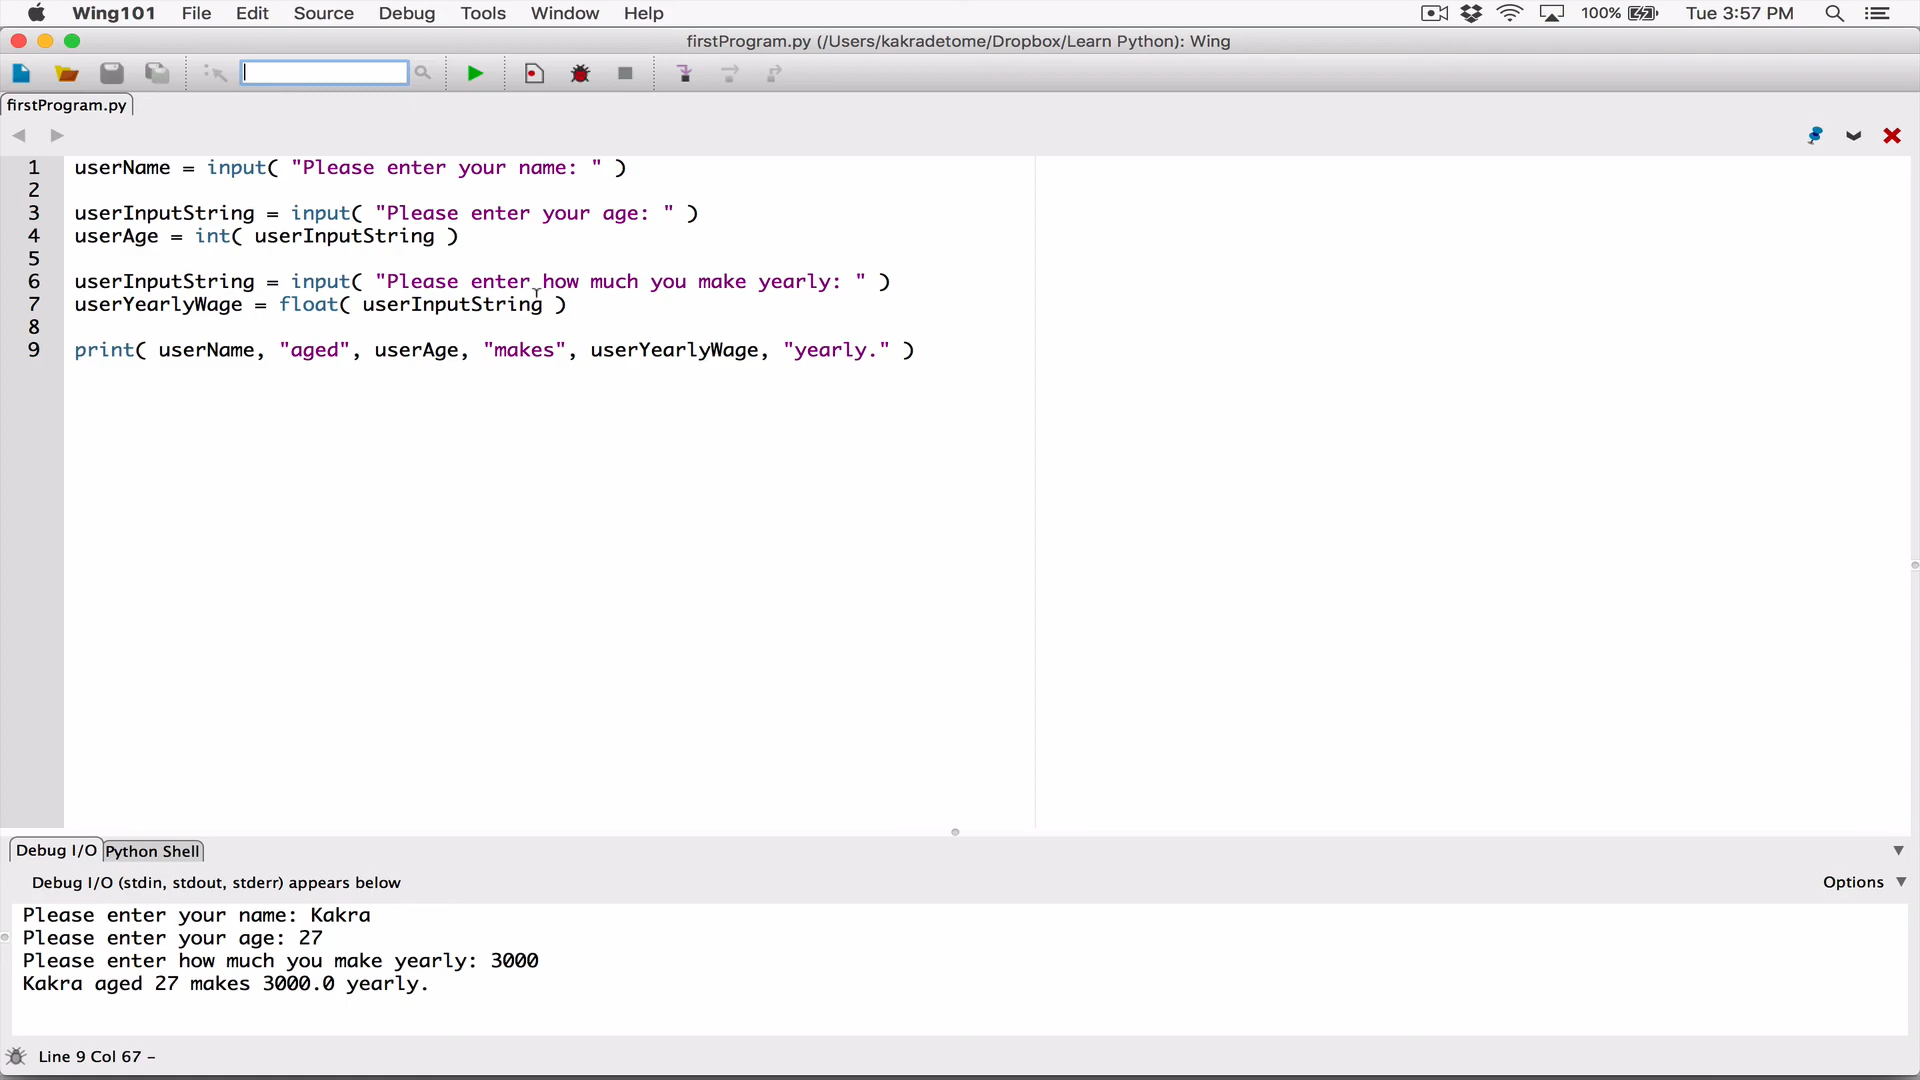 Wing101 File Edit Source Debug Tools Window Help 100% Tue 3:57 PM
firstProgram.py (/Users/kakradetome/Dropbox/Learn Python): Wing
firstProgram.py
1 userName = input( "Please enter your name: " )
2
3 userInputString = input( "Please enter your age: " )
4 userAge = int( userInputString )
5
6 userInputString = input( "Please enter how much you make yearly: " )
7 userYearlyWage = float( userInputString )
8
9 print( userName, "aged", userAge, "makes", userYearlyWage, "yearly." )
Debug I/O Python Shell
Debug I/O (stdin, stdout, stderr) appears below Options
Please enter your name: Kakra
Please enter your age: 27
Please enter how much you make yearly: 3000
Kakra aged 27 makes 3000.0 yearly.
Line 9 Col 67 –